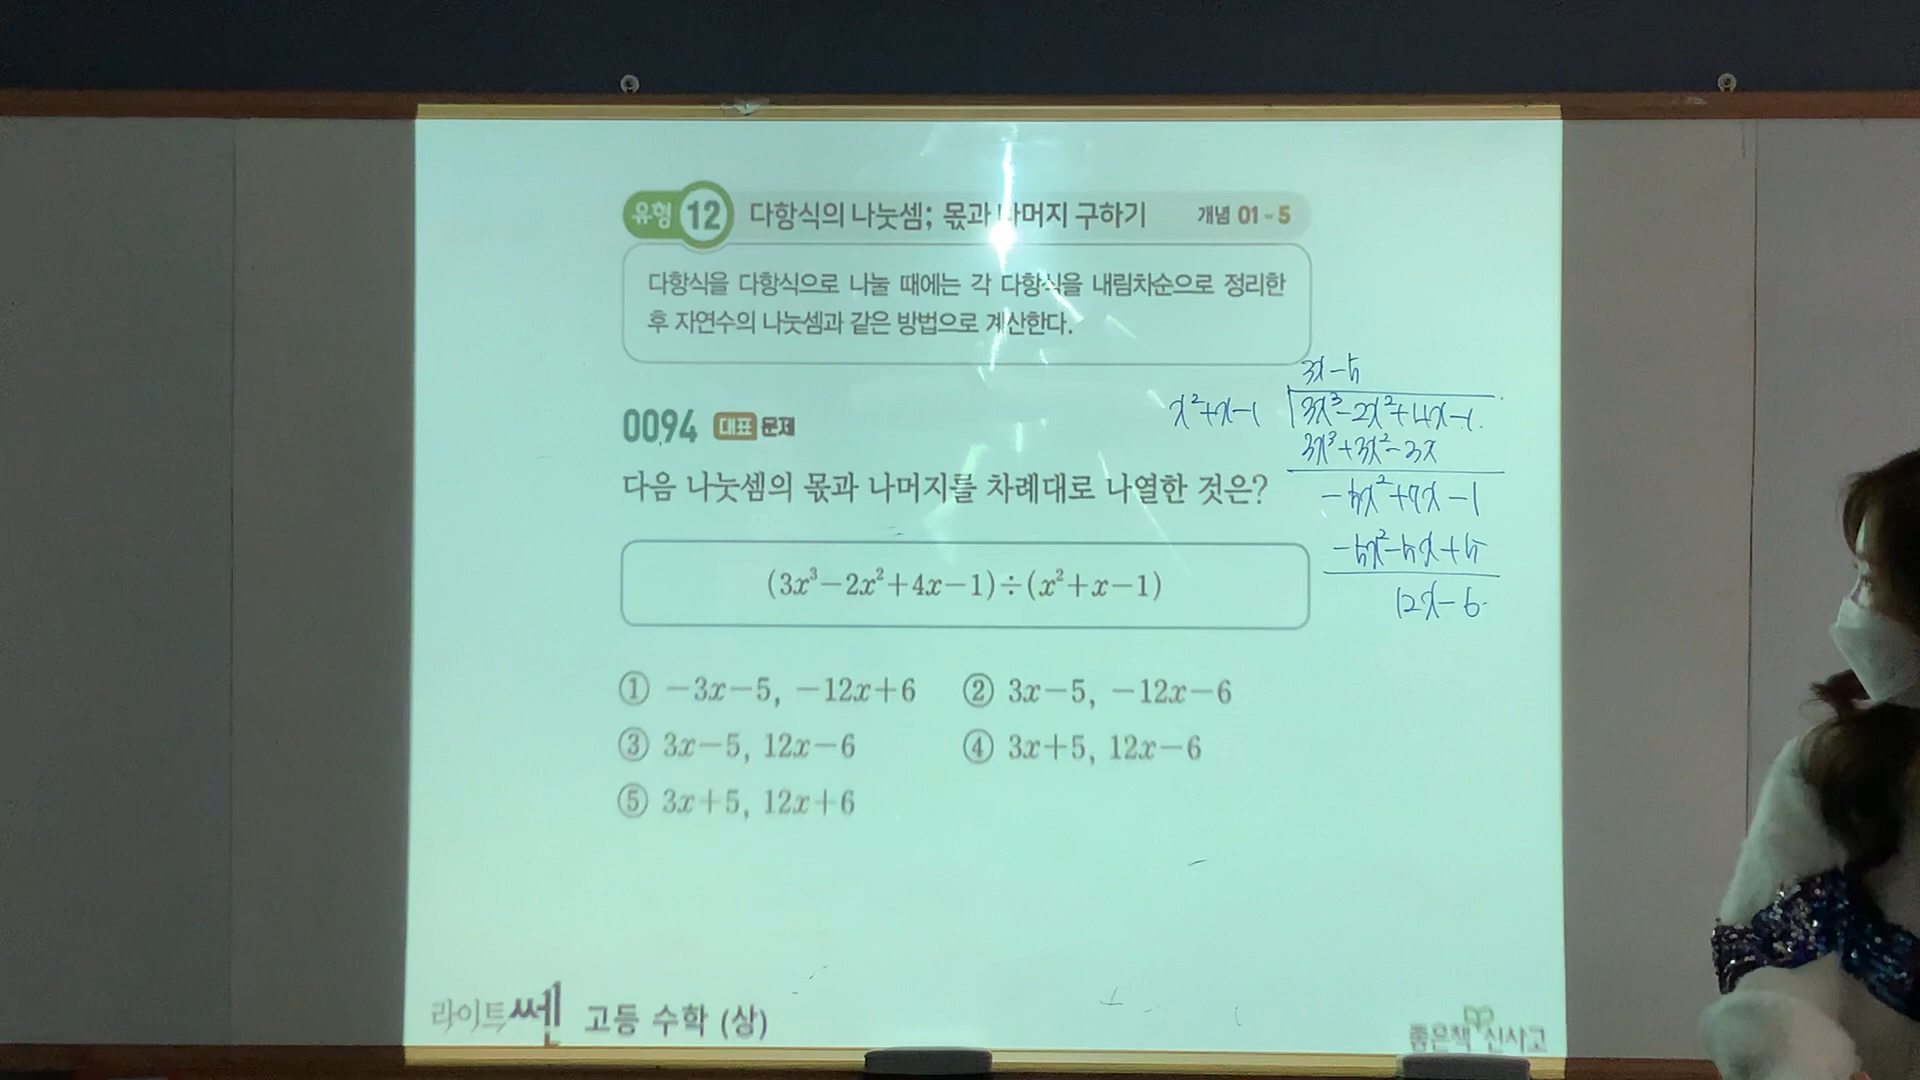 유형 12 다항식의 나눗셈; 몫과 나머지 구하기 개념 01-5
다항식을 다항식으로 나눌 때에는 각 다항식을 내림차순으로 정리한
후 자연수의 나눗셈과 같은 방법으로 계산한다.
0094 대표 문제
다음 나눗셈의 몫과 나머지를 차례대로 나열한 것은?
(3x³-2x²+4x-1)÷(x²+x-1)
① -3x-5, -12x+6 ② 3x-5, -12x-6
③ 3x-5, 12x-6 ④ 3x+5, 12x-6
⑤ 3x+5, 12x+6
3x-5
x²+x-1 3x³-2x²+4x-1
3x³+3x²-3x
-5x²+7x-1
-5x²-5x+5
12x-6
라이트쎈 고등 수학 (상)
좋은책 신사고